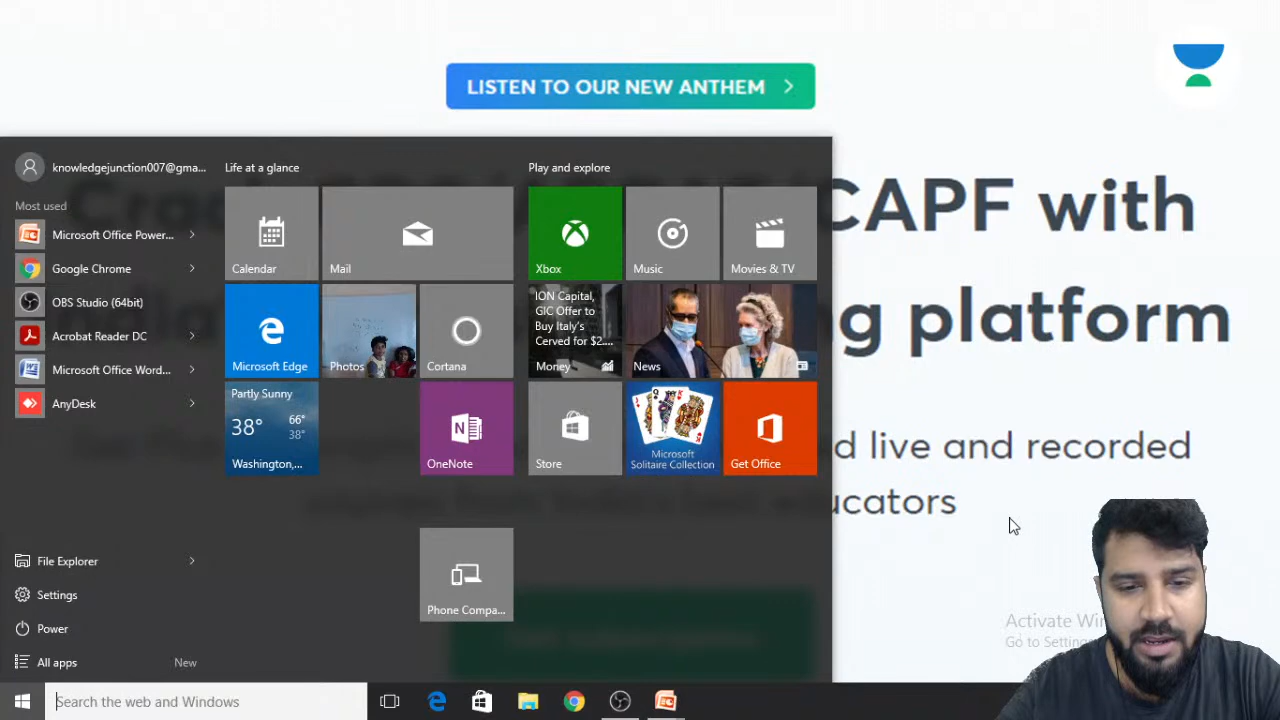 LISTEN TO OUR NEW ANTHEM
CAPF with
g platform
d live and recorded
ucators
knowledgejunction007@gma...
Most used
Microsoft Office Power...
Google Chrome
OBS Studio (64bit)
Acrobat Reader DC
Microsoft Office Word...
AnyDesk
File Explorer
Settings
Power
All apps
New
Life at a glance
Calendar
Mail
Microsoft Edge
Photos
Cortana
Partly Sunny
38°
66°
38°
Washington,...
OneNote
Phone Compa...
Play and explore
Xbox
Music
Movies & TV
ION Capital,
GIC Offer to
Buy Italy's
Cerved for $2....
Money
News
Store
Microsoft
Solitaire Collection
Get Office
Activate Wi
Go to Setting
Search the web and Windows